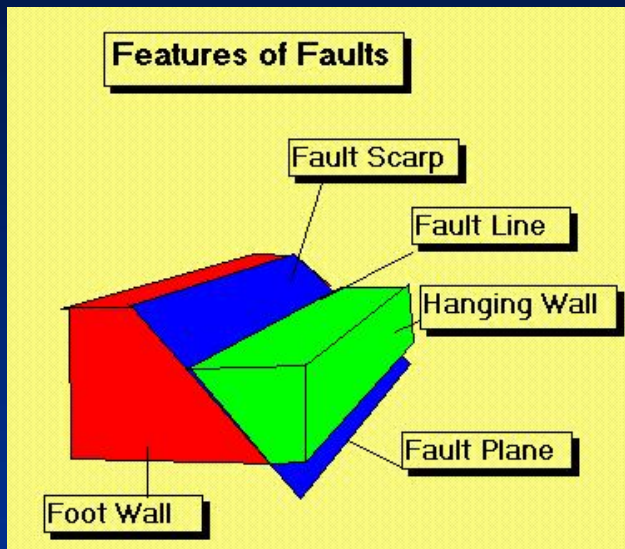 Features of Faults
Fault Scarp
Fault Line
Hanging Wall
Fault Plane
Foot Wall